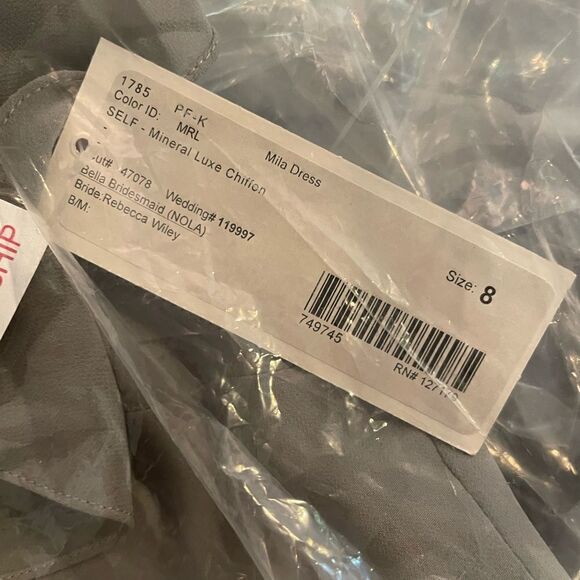 1785 PF-K
Color ID: MRL
SELF - Mineral Luxe Chiffon Mila Dress
47078 Wedding# 119997
Bella Bridesmaid (NOLA)
Bride:Rebecca Wiley
B/M:
Size: 8
749745
RN#
HIP